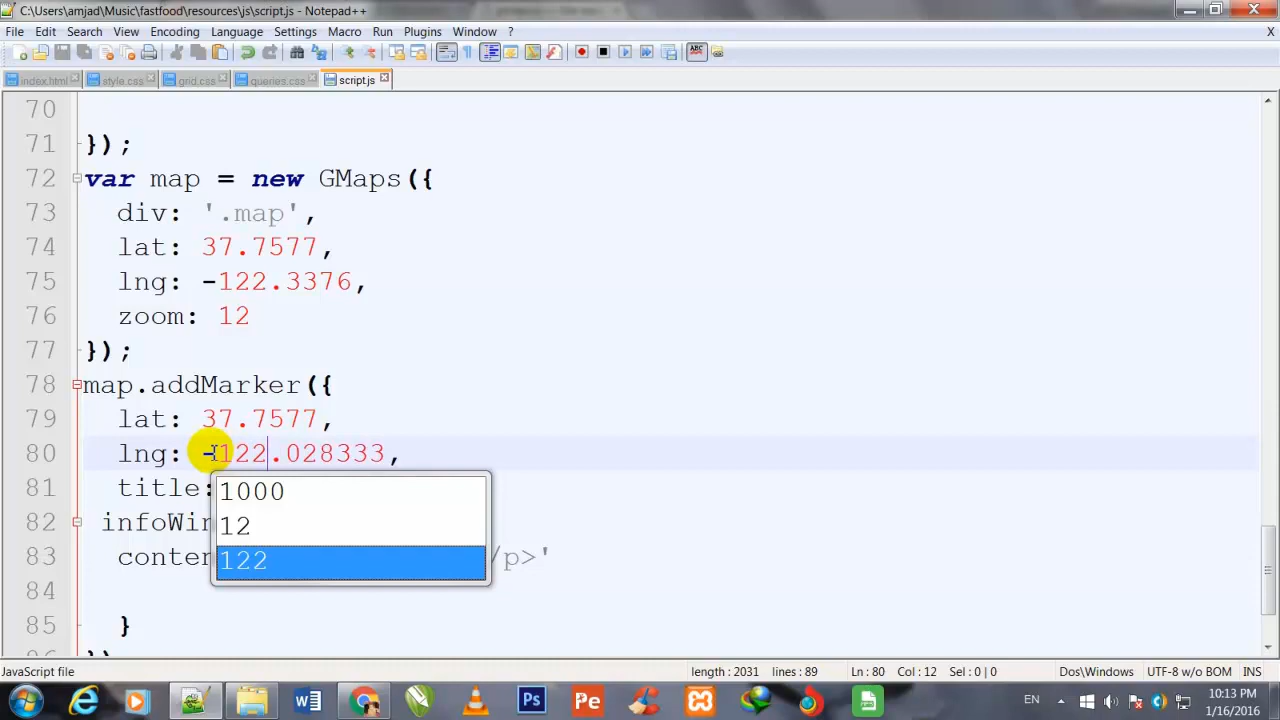 C:\Users\amjad\Music\fastfood\resources\js\script.js - Notepad++
File Edit Search View Encoding Language Settings Macro Run Plugins Window ? X
index.html style.css grid.css queries.css script.js
70
71 });
72 var map = new GMaps({
73 div: '.map',
74 lat: 37.7577,
75 lng: -122.3376,
76 zoom: 12
77 });
78 map.addMarker({
79 lat: 37.7577,
80 lng: -122.028333,
81 title:
1000
82 infoWin
12
83 conten /p>'
122
84
85 }
86 })
JavaScript file length : 2031 lines : 89 Ln : 80 Col : 12 Sel : 0 | 0 Dos\Windows UTF-8 w/o BOM INS
W Ps Pe EN 10:13 PM
1/16/2016